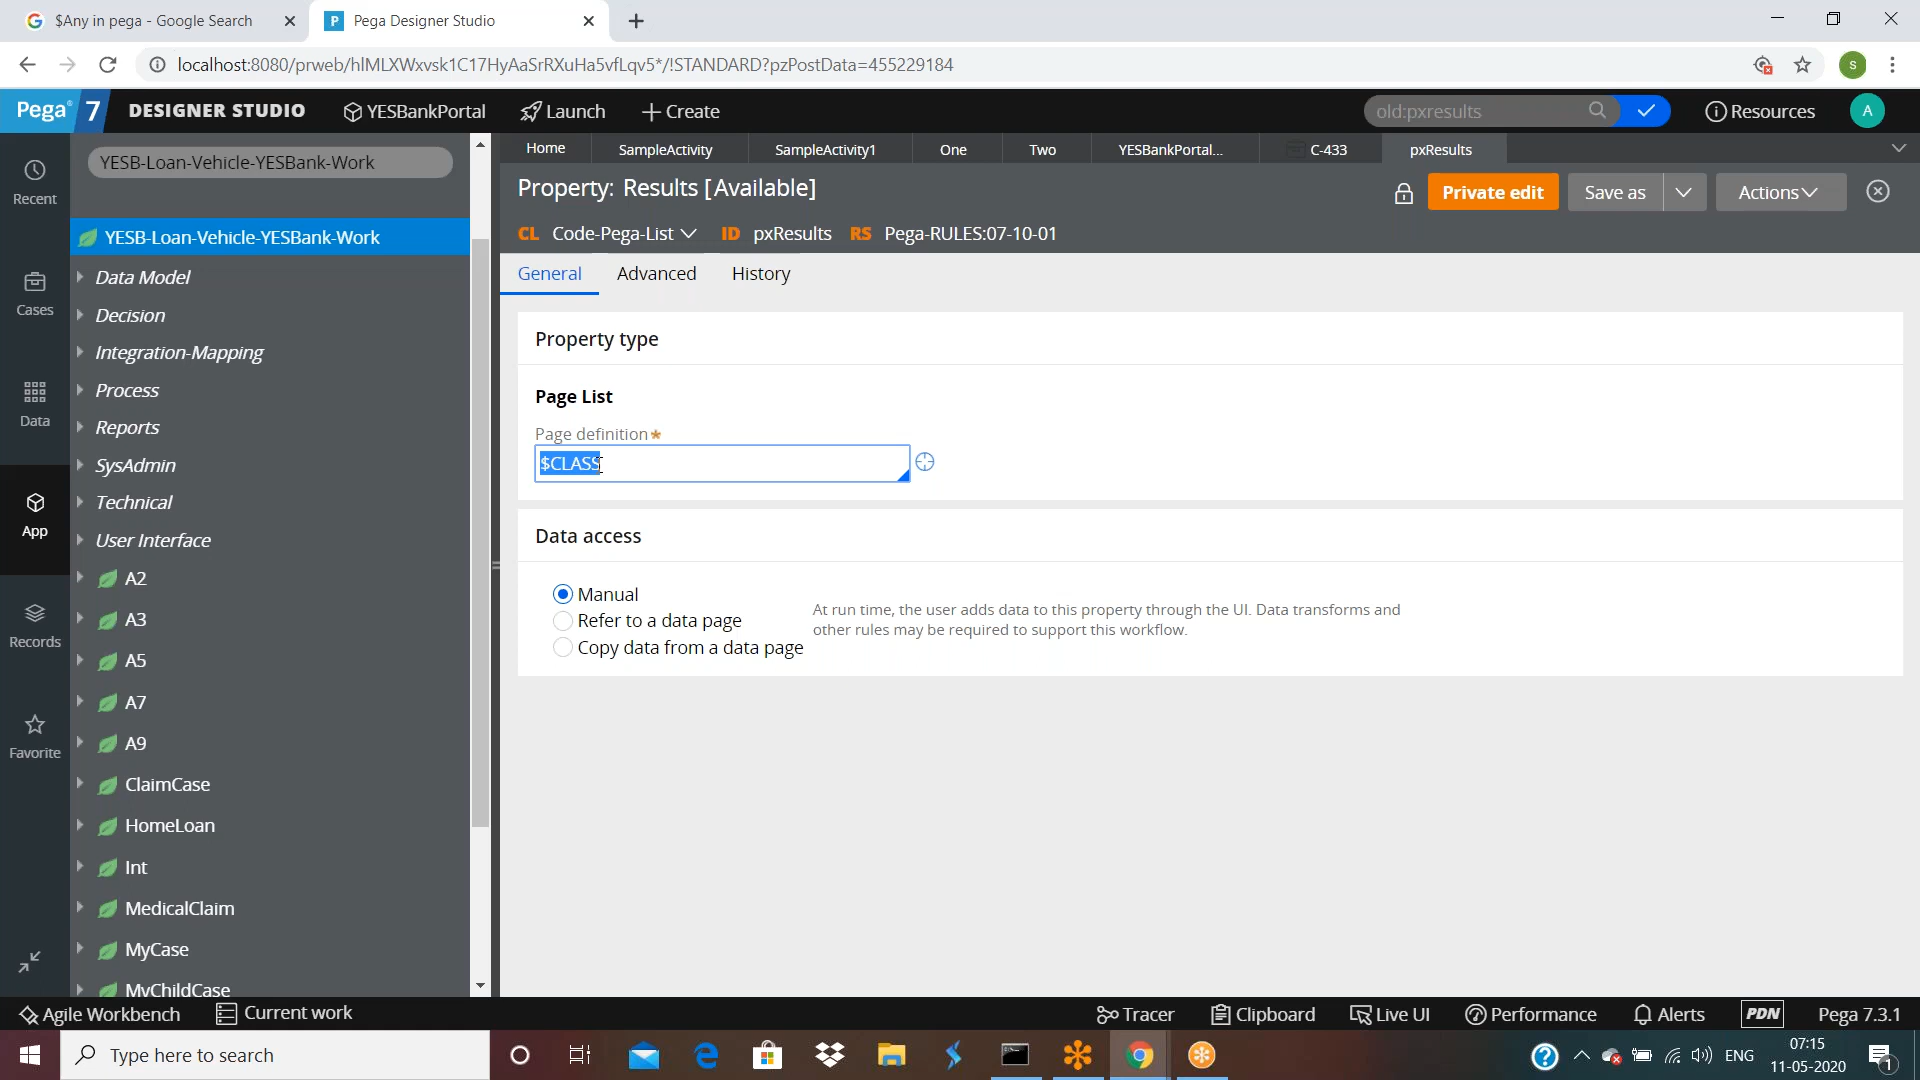 $Any in pega - Google Search
Pega Designer Studio
localhost:8080/prweb/hlMLXWxvsk1C17HyAaSrRXuHa5vfLqv5*/!STANDARD?pzPostData=455229184
S
Pega 7
DESIGNER STUDIO
YESBankPortal
Launch
Create
old:pxresults
Resources
A
Recent
Cases
Data
App
Records
Favorite
YESB-Loan-Vehicle-YESBank-Work
YESB-Loan-Vehicle-YESBank-Work
Data Model
Decision
Integration-Mapping
Process
Reports
SysAdmin
Technical
User Interface
A2
A3
A5
A7
A9
ClaimCase
HomeLoan
Int
MedicalClaim
MyCase
MyChildCase
Home
SampleActivity
SampleActivity1
One
Two
YESBankPortal...
C-433
pxResults
Property: Results [Available]
Private edit
Save as
Actions
CL Code-Pega-List ID pxResults RS Pega-RULES:07-10-01
General
Advanced
History
Property type
Page List
Page definition *
$CLASS
Data access
Manual
Refer to a data page
Copy data from a data page
At run time, the user adds data to this property through the UI. Data transforms and
other rules may be required to support this workflow.
Agile Workbench
Current work
Tracer
Clipboard
Live UI
Performance
Alerts
PDN
Pega 7.3.1
Type here to search
ENG
07:15
11-05-2020
1